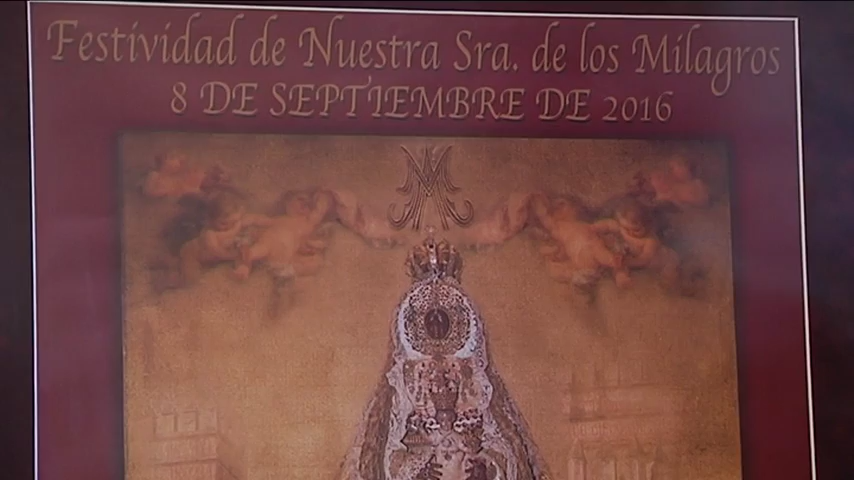 Festividad de Nuestra Sra. de los Milagros
8 DE SEPTIEMBRE DE 2016